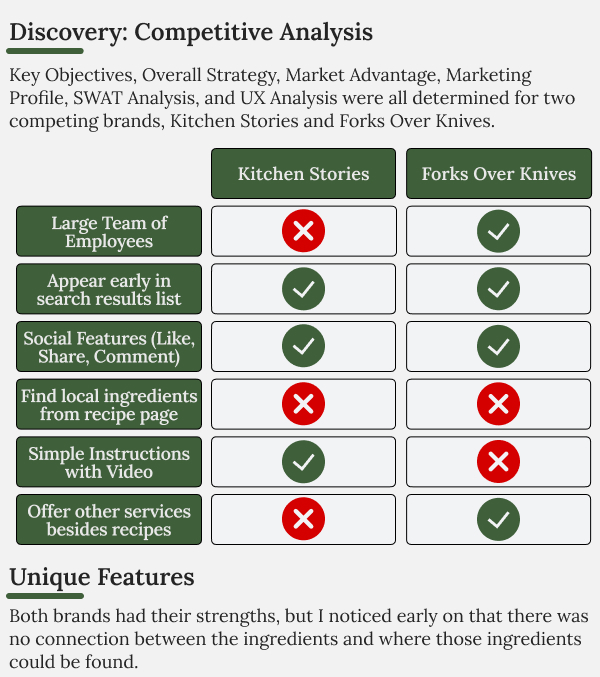 Discovery: Competitive Analysis
Key Objectives, Overall Strategy, Market Advantage, Marketing
Profile, SWAT Analysis, and UX Analysis were all determined for two
competing brands, Kitchen Stories and Forks Over Knives.
Kitchen Stories
Forks Over Knives
Large Team of
Employees
Appear early in
search results list
Social Features (Like,
Share, Comment)
Find local ingredients
from recipe page
Simple Instructions
with Video
Offer other services
besides recipes
Unique Features
Both brands had their strengths, but I noticed early on that there was
no connection between the ingredients and where those ingredients
could be found.